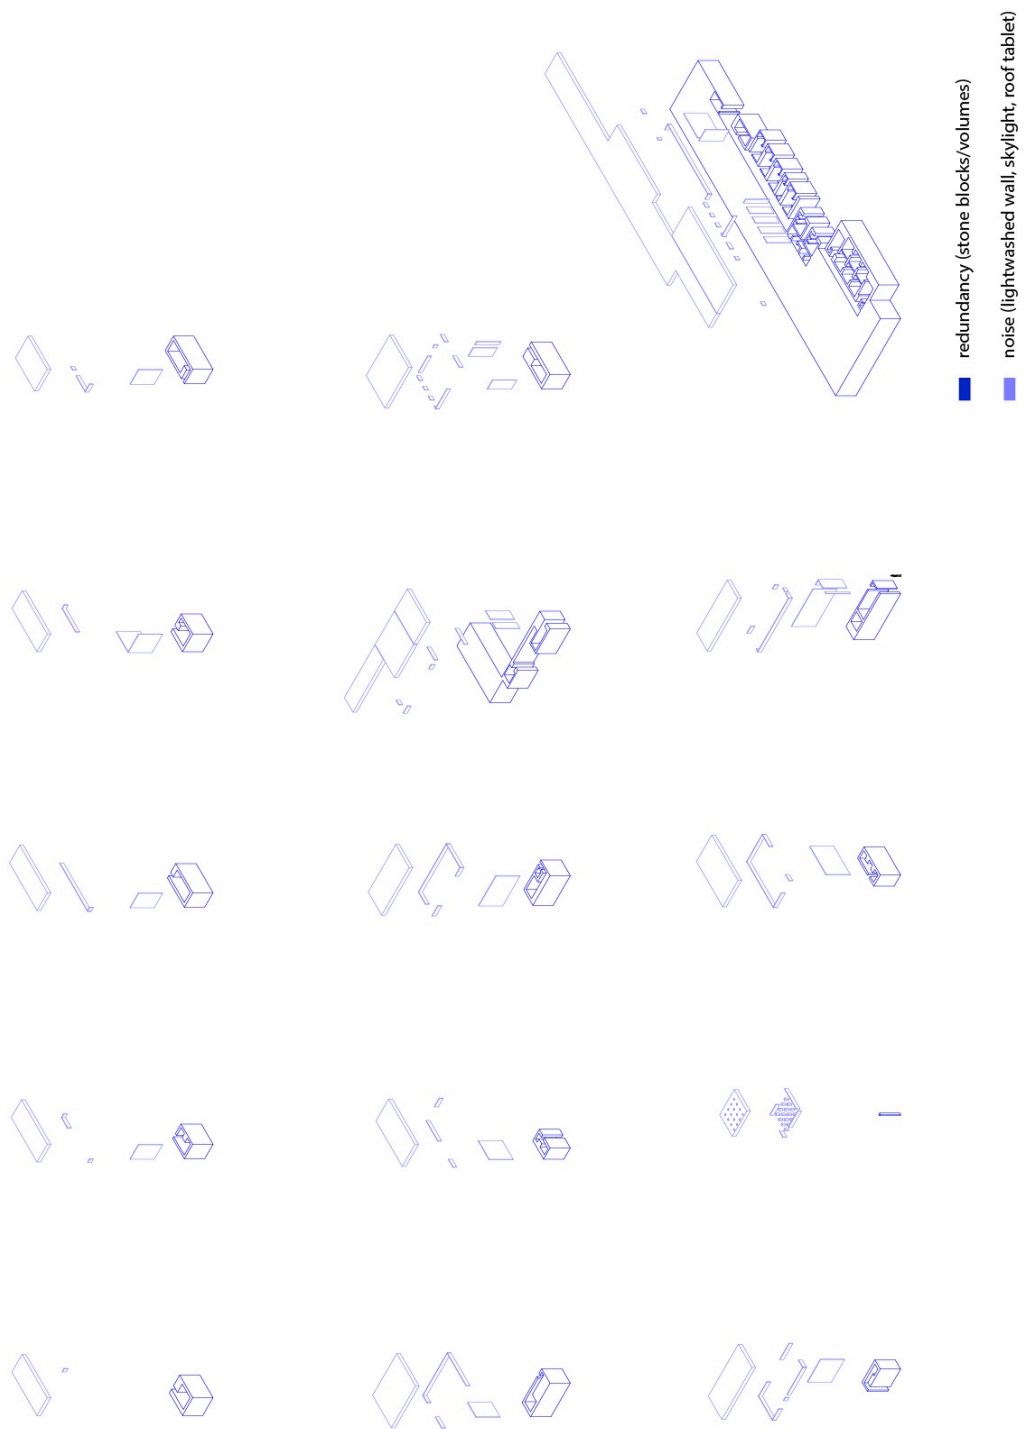 redundancy (stone blocks/volumes)
noise (lightwashed wall, skylight, roof tablet)